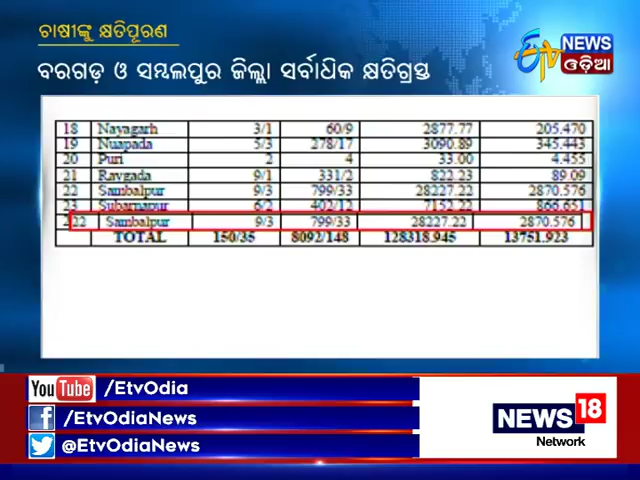 ଚାଷୀଙ୍କୁ କ୍ଷତିପୂରଣ
ବରଗଡ଼ ଓ ସମ୍ବଲପୁର ଜିଲ୍ଲା ସର୍ବାଧିକ କ୍ଷତିଗ୍ରସ୍ତ
etv NEWS
ଓଡ଼ିଆ
18 Nayagarh 3/1 60/9 2877.77 205.470
19 Nuapada 5/3 278/17 3090.89 345.443
20 Puri 2 4 33.00 4.455
21 Raygada 9/1 331/2 822.23 89.09
22 Sambalpur 9/3 799/33 28227.22 2870.576
23 Subarnapur 6/2 402/12 7152.22 866.651
22 Sambalpur 9/3 799/33 28227.22 2870.576
TOTAL 150/35 8092/148 128318.945 13751.923
YouTube /EtvOdia
f /EtvOdiaNews
@EtvOdiaNews
NEWS 18
Network